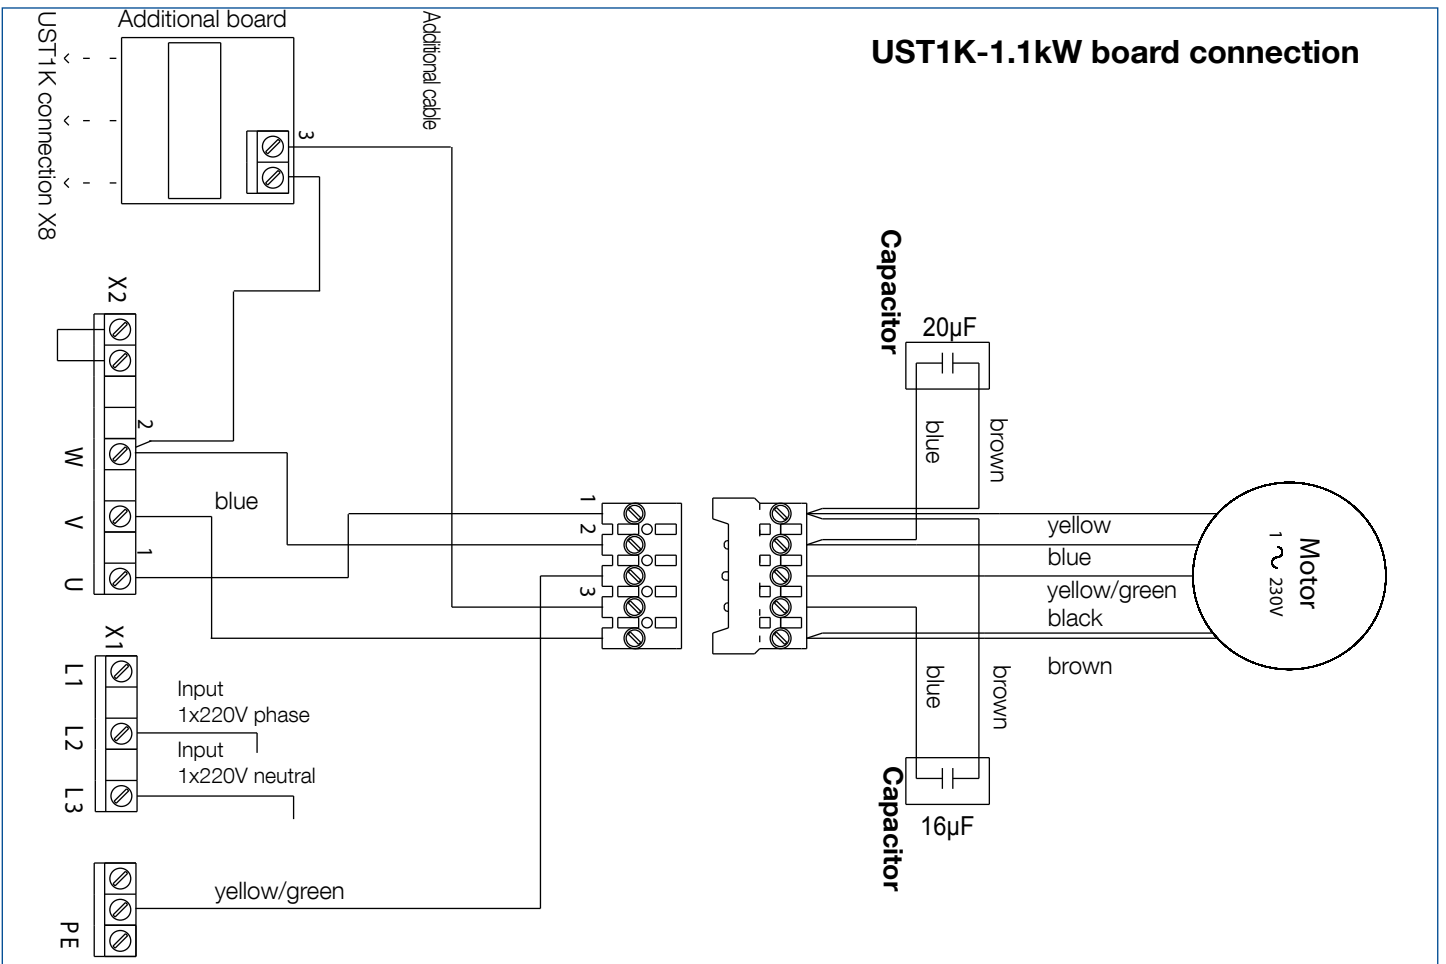 UST1K-1.1kW board connection
Additional board
UST1K connection X8
3
Additional cable
X2
2
W
V
1
U
blue
1
2
3
X1
L1
L2
L3
Input
1x220V phase
Input
1x220V neutral
yellow/green
PE
Capacitor
20µF
blue
brown
yellow
blue
yellow/green
black
brown
blue
brown
Capacitor
16µF
Motor
1 ~ 230V